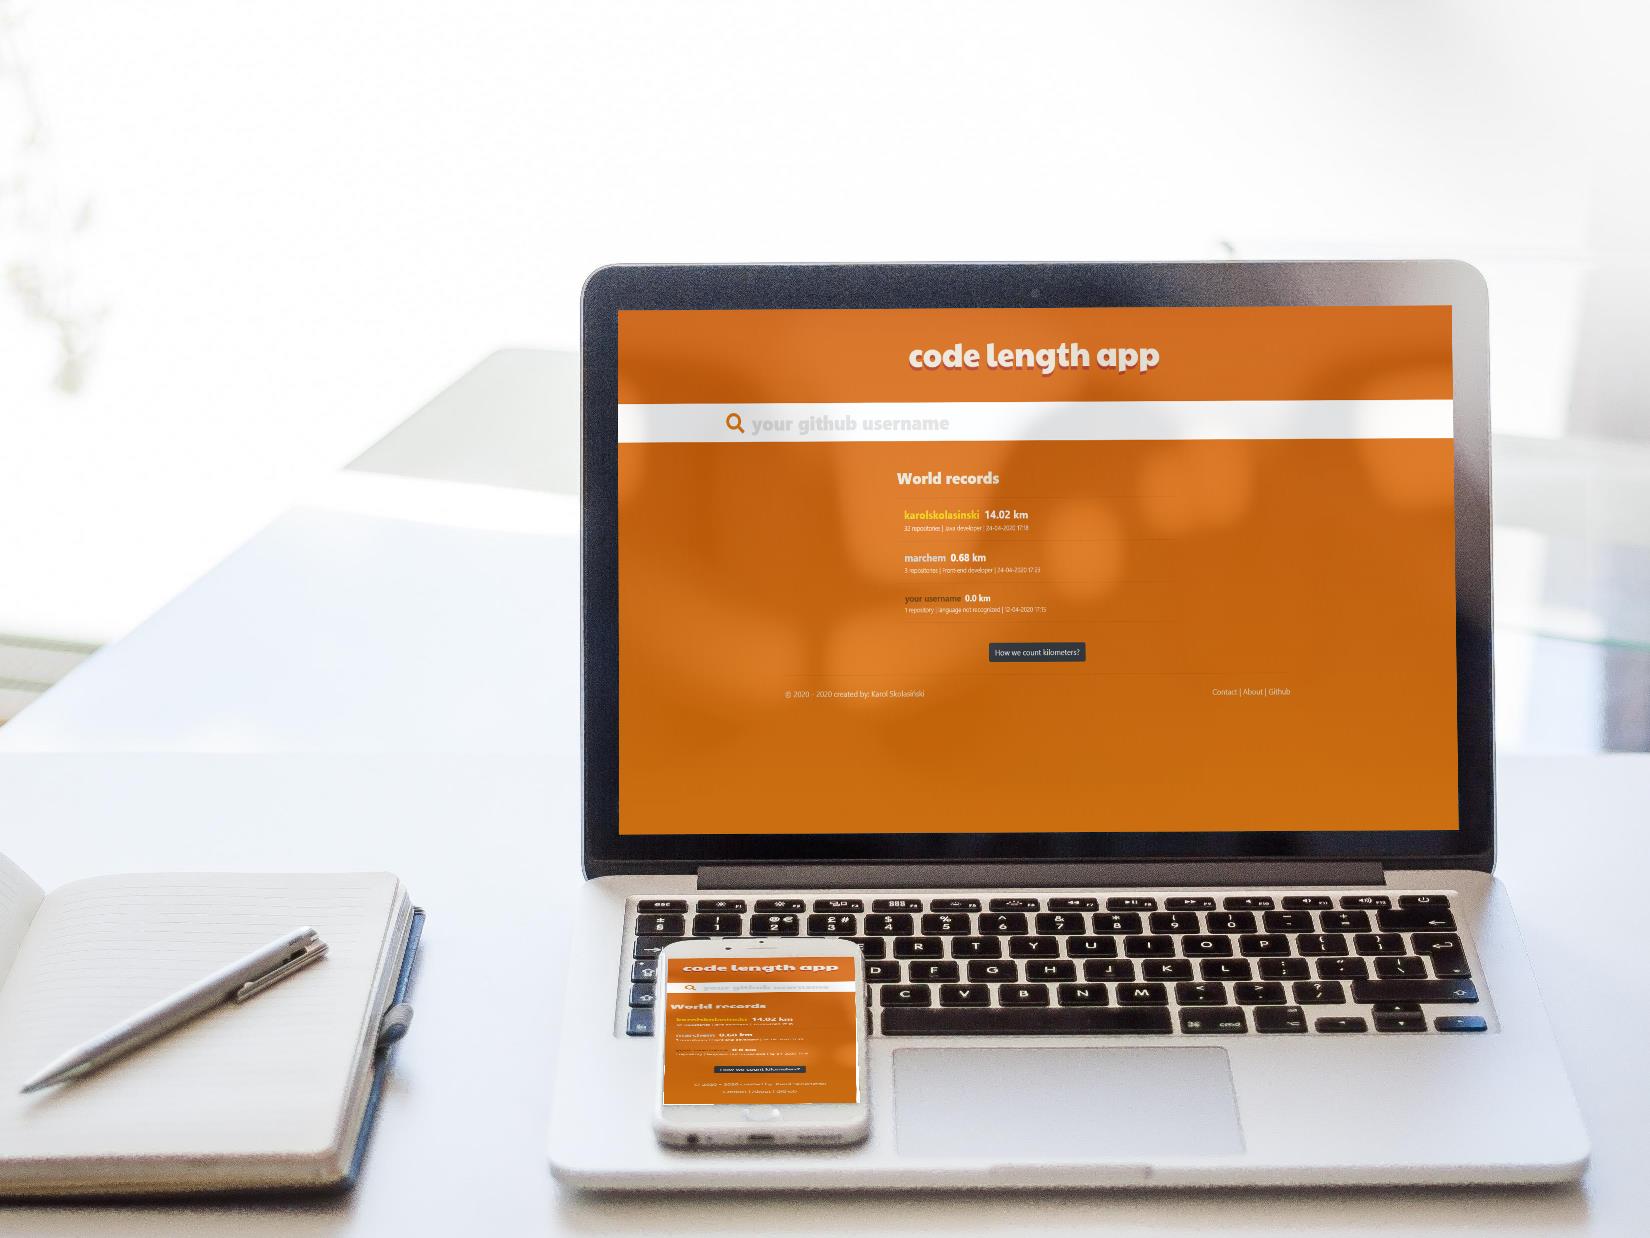 code length app
your github username
World records
karolskolasinski 14.02 km
32 repositories | Java developer | 24-04-2020 17:18
marchem 0.68 km
3 repositories | Front-end developer | 24-04-2020 17:23
your username 0.0 km
1 repository | language not recognized | 12-04-2020 17:15
How we count kilometers?
© 2020 - 2020 created by: Karol Skolasiński
Contact | About | Github
esc
R T Y U I O P
D F G H J K L
C V B N M
cmd
code length app
your github username
World records
karolskolasinski 14.02 km
marchem 0.68 km
0.0 km
How we count kilometers?